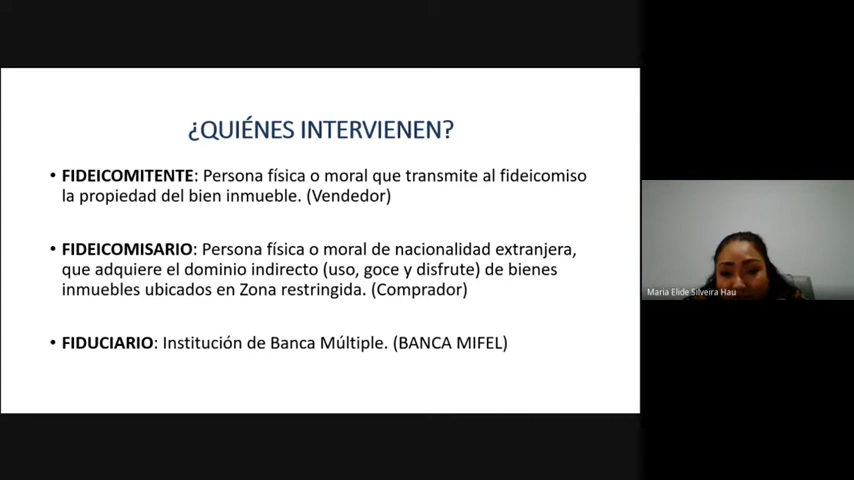 ¿QUIÉNES INTERVIENEN?
• FIDEICOMITENTE: Persona física o moral que transmite al fideicomiso
la propiedad del bien inmueble. (Vendedor)
• FIDEICOMISARIO: Persona física o moral de nacionalidad extranjera,
que adquiere el dominio indirecto (uso, goce y disfrute) de bienes
inmuebles ubicados en Zona restringida. (Comprador)
• FIDUCIARIO: Institución de Banca Múltiple. (BANCA MIFEL)
Maria Elide Silveira Hau